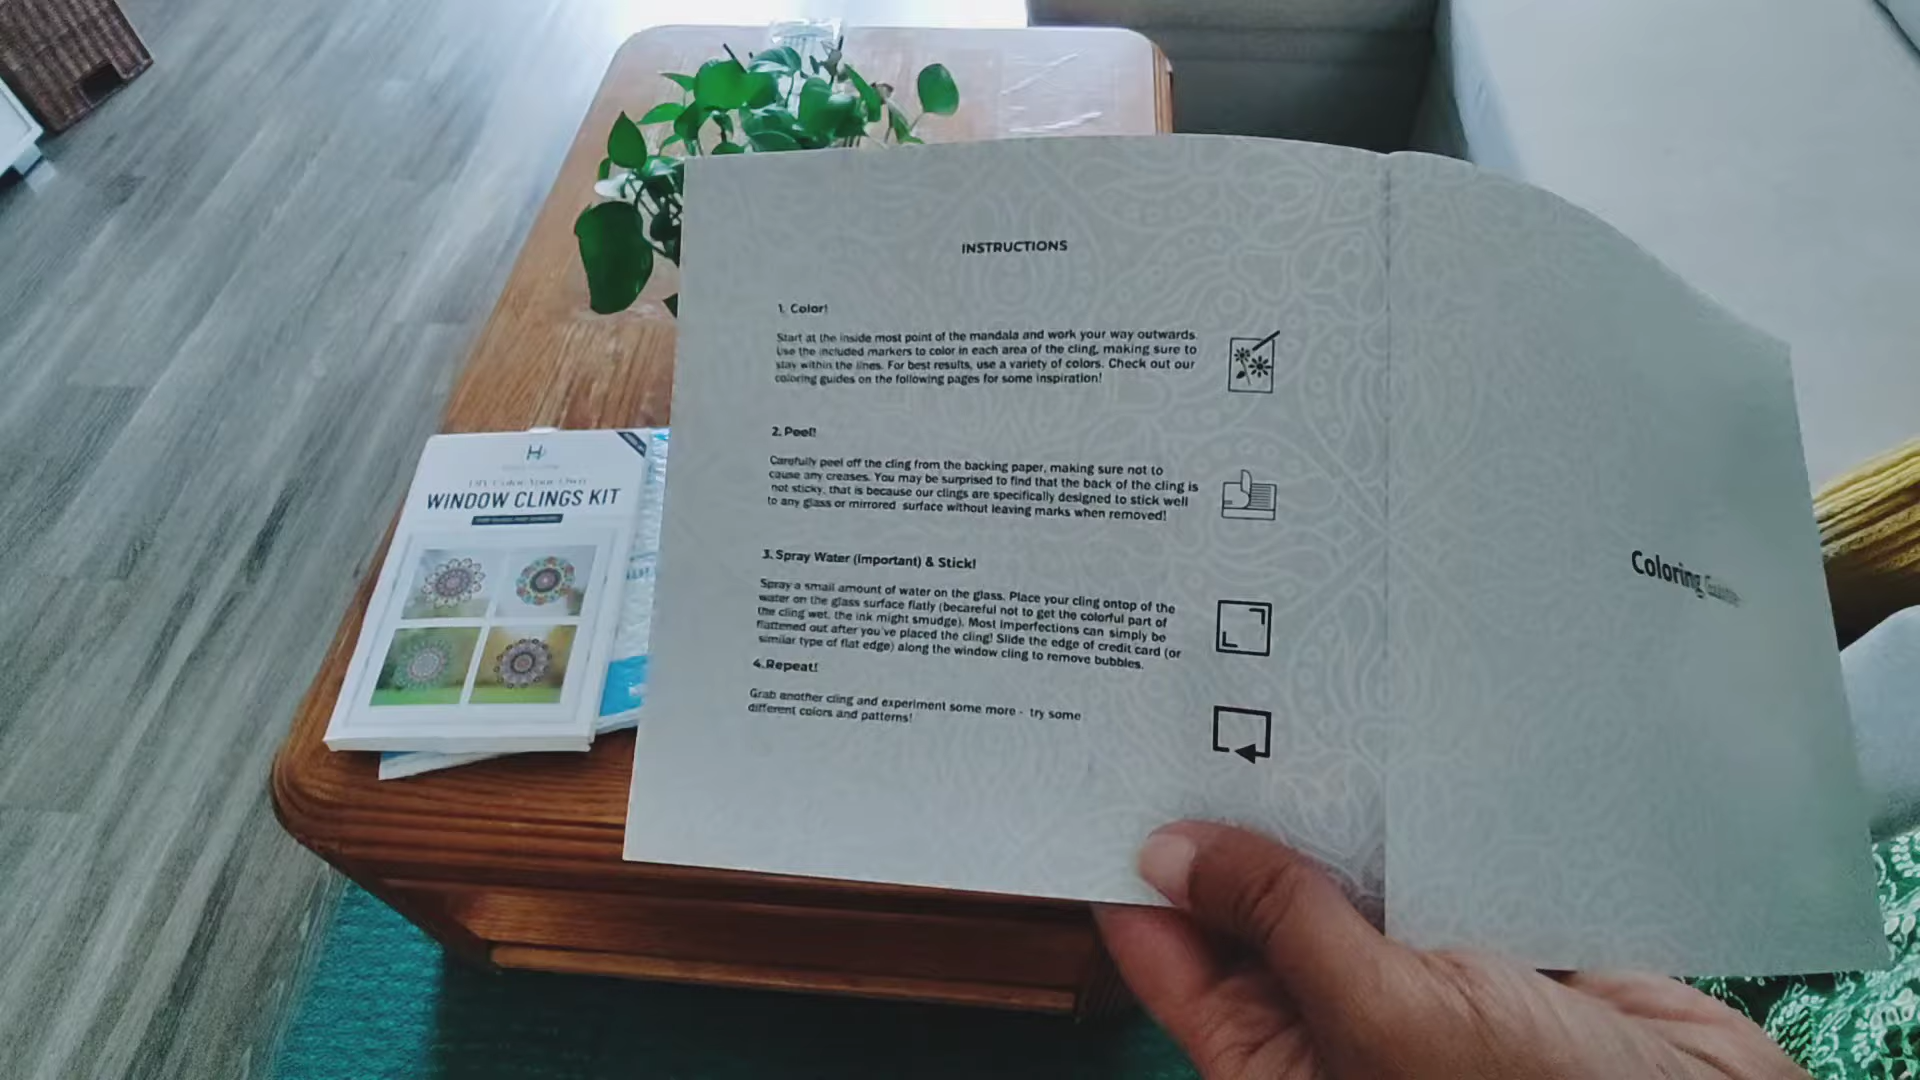 INSTRUCTIONS
1. Color!
Start at the inside most point of the mandala and work your way outwards.
Use the included markers to color in each area of the cling, making sure to
stay within the lines. For best results, use a variety of colors. Check out our
coloring guides on the following pages for some inspiration!
2. Peel!
Carefully peel off the cling from the backing paper, making sure not to
cause any creases. You may be surprised to find that the back of the cling is
not sticky, that is because our clings are specifically designed to stick well
to any glass or mirrored surface without leaving marks when removed!
3. Spray Water (Important) & Stick!
Spray a small amount of water on the glass. Place your cling ontop of the
water on the glass surface flatly (becareful not to get the colorful part of
the cling wet, the ink might smudge). Most imperfections can simply be
flattened out after you've placed the cling! Slide the edge of credit card (or
similar type of flat edge) along the window cling to remove bubbles.
4.Repeat!
Grab another cling and experiment some more - try some
different colors and patterns!
Coloring
DIY Color Your Own
WINDOW CLINGS KIT